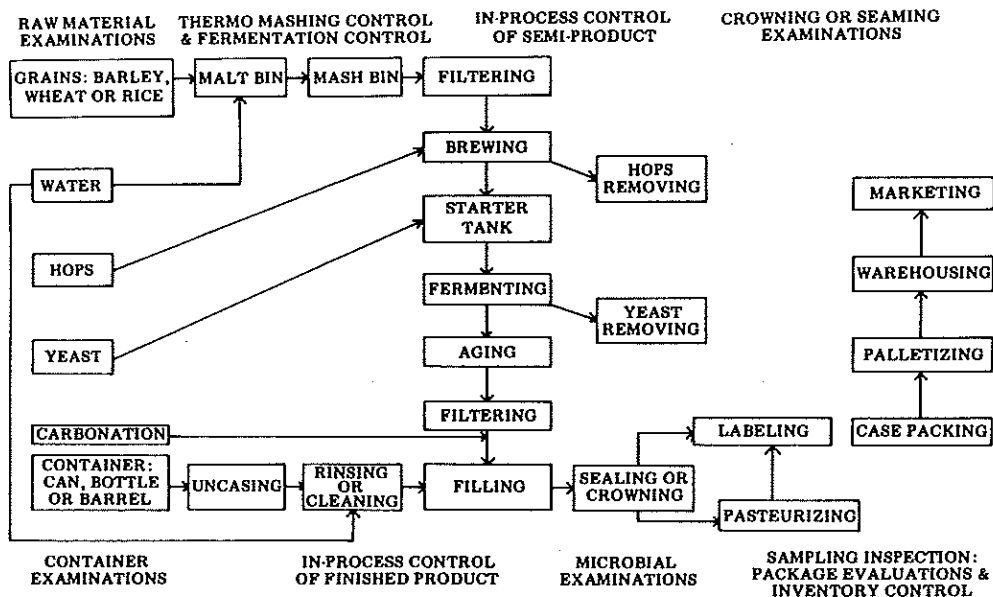 RAW MATERIAL
EXAMINATIONS
THERMO MASHING CONTROL
& FERMENTATION CONTROL
IN-PROCESS CONTROL
OF SEMI-PRODUCT
CROWNING OR SEAMING
EXAMINATIONS
GRAINS: BARLEY,
WHEAT OR RICE
MALT BIN
MASH BIN
FILTERING
BREWING
WATER
HOPS
REMOVING
MARKETING
STARTER
TANK
HOPS
WAREHOUSING
FERMENTING
YEAST
REMOVING
YEAST
AGING
PALLETIZING
FILTERING
CARBONATION
LABELING
CASE PACKING
CONTAINER:
CAN, BOTTLE
OR BARREL
UNCASING
RINSING
OR
CLEANING
FILLING
SEALING OR
CROWNING
PASTEURIZING
CONTAINER
EXAMINATIONS
IN-PROCESS CONTROL
OF FINISHED PRODUCT
MICROBIAL
EXAMINATIONS
SAMPLING INSPECTION:
PACKAGE EVALUATIONS &
INVENTORY CONTROL